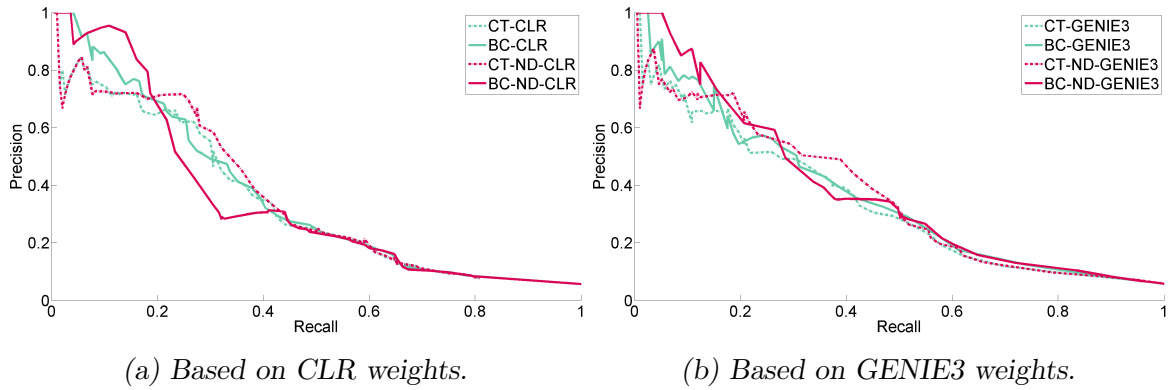 1
0.8
0.6
0.4
0.2
0
Precision
0
0.2
0.4
0.6
0.8
1
Recall
CT-CLR
BC-CLR
CT-ND-CLR
BC-ND-CLR
(a) Based on CLR weights.
1
0.8
0.6
0.4
0.2
0
Precision
0
0.2
0.4
0.6
0.8
1
Recall
CT-GENIE3
BC-GENIE3
CT-ND-GENIE3
BC-ND-GENIE3
(b) Based on GENIE3 weights.